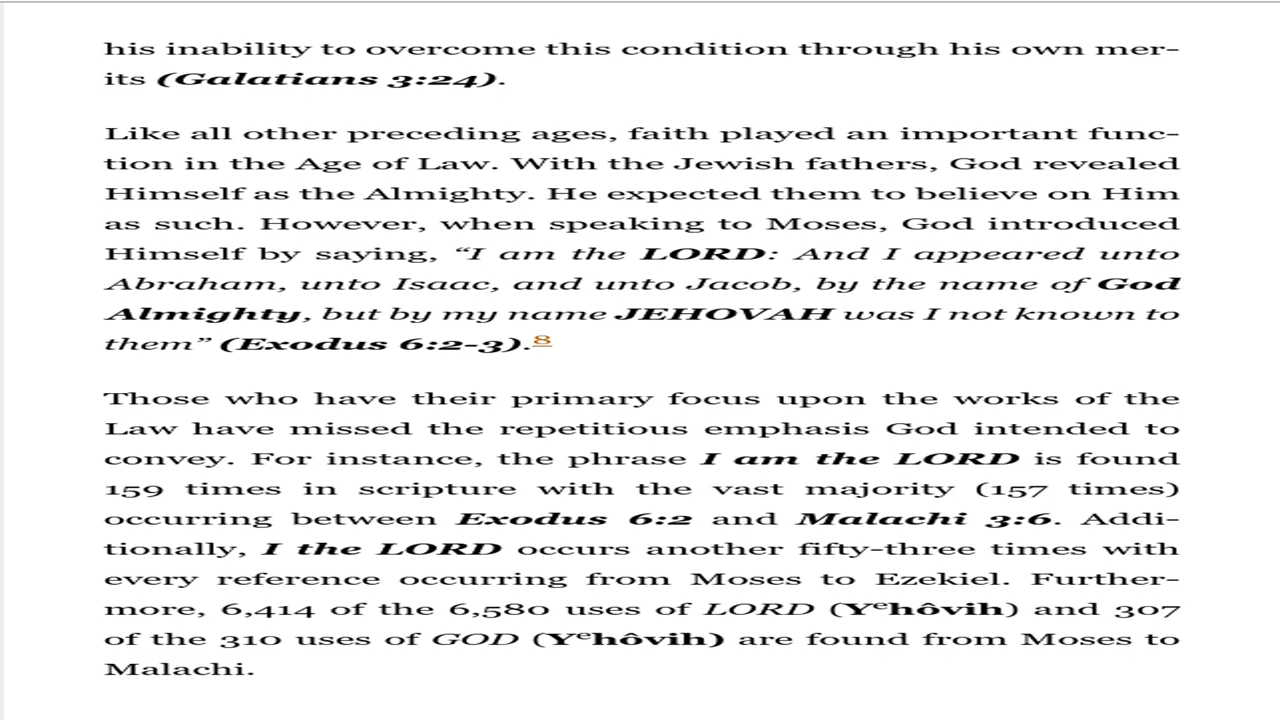 his inability to overcome this condition through his own mer-
its (Galatians 3:24).
Like all other preceding ages, faith played an important func-
tion in the Age of Law. With the Jewish fathers, God revealed
Himself as the Almighty. He expected them to believe on Him
as such. However, when speaking to Moses, God introduced
Himself by saying, “I am the LORD: And I appeared unto
Abraham, unto Isaac, and unto Jacob, by the name of God
Almighty, but by my name JEHOVAH was I not known to
them” (Exodus 6:2-3).8
Those who have their primary focus upon the works of the
Law have missed the repetitious emphasis God intended to
convey. For instance, the phrase I am the LORD is found
159 times in scripture with the vast majority (157 times)
occurring between Exodus 6:2 and Malachi 3:6. Addi-
tionally, I the LORD occurs another fifty-three times with
every reference occurring from Moses to Ezekiel. Further-
more, 6,414 of the 6,580 uses of LORD (Yᵉhôvih) and 307
of the 310 uses of GOD (Yᵉhôvih) are found from Moses to
Malachi.